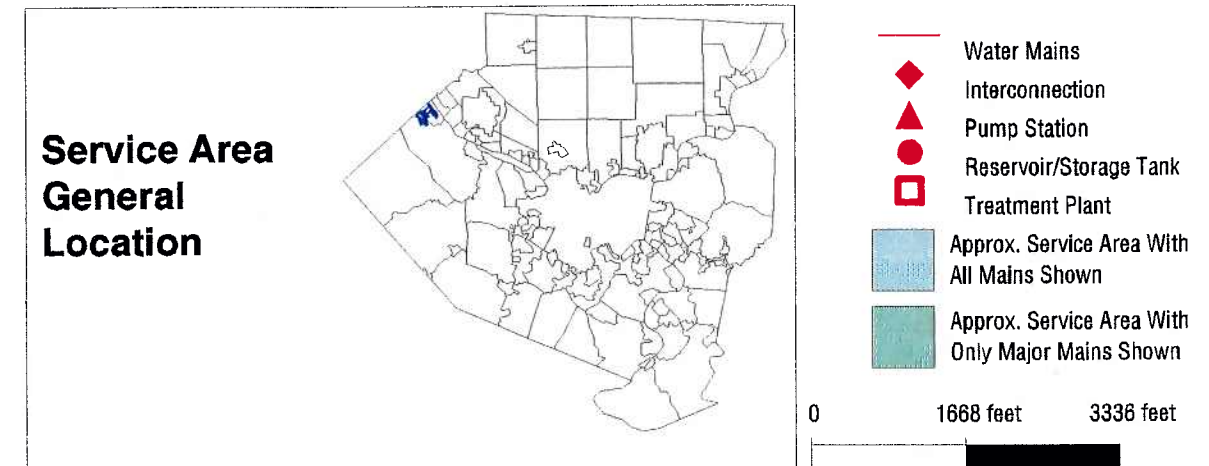 Service Area
General
Location
Water Mains
Interconnection
Pump Station
Reservoir/Storage Tank
Treatment Plant
Approx. Service Area With
All Mains Shown
Approx. Service Area With
Only Major Mains Shown
0 1668 feet 3336 feet